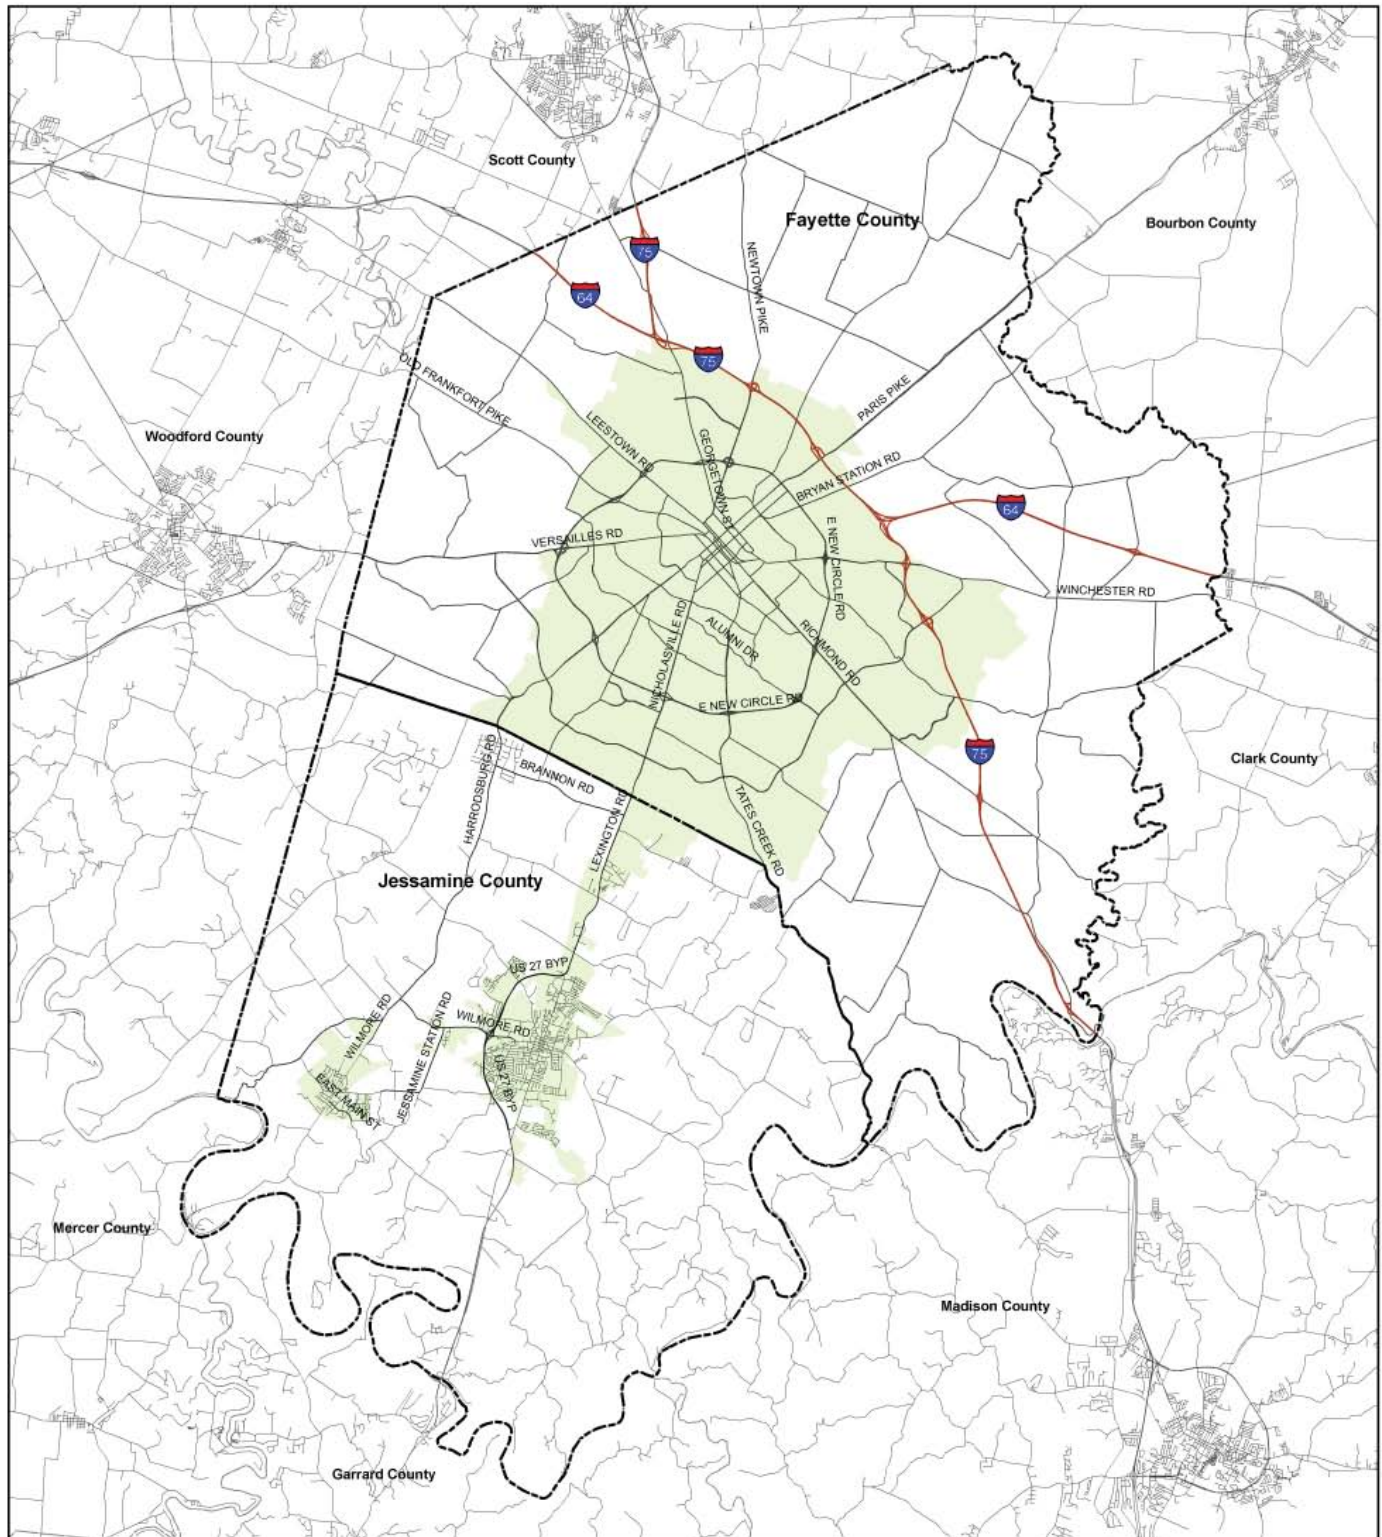 Scott County
Fayette County
Bourbon County
75
64
NEWTOWN PIKE
75
OLD FRANKFORT PIKE
PARIS PIKE
Woodford County
LEESTOWN RD
GEORGETOWN ST
BRYAN STATION RD
64
VERSAILLES RD
E NEW CIRCLE RD
WINCHESTER RD
NICHOLASVILLE RD
ALUMNI DR
RICHMOND RD
E NEW CIRCLE RD
75
Clark County
HARRODSBURG RD
BRANNON RD
LEXINGTON RD
TATES CREEK RD
Jessamine County
US 27 BYP
WILMORE RD
JESSAMINE STATION RD
WILMORE RD
US 27 BYP
EAST MAIN ST
Mercer County
Madison County
Garrard County